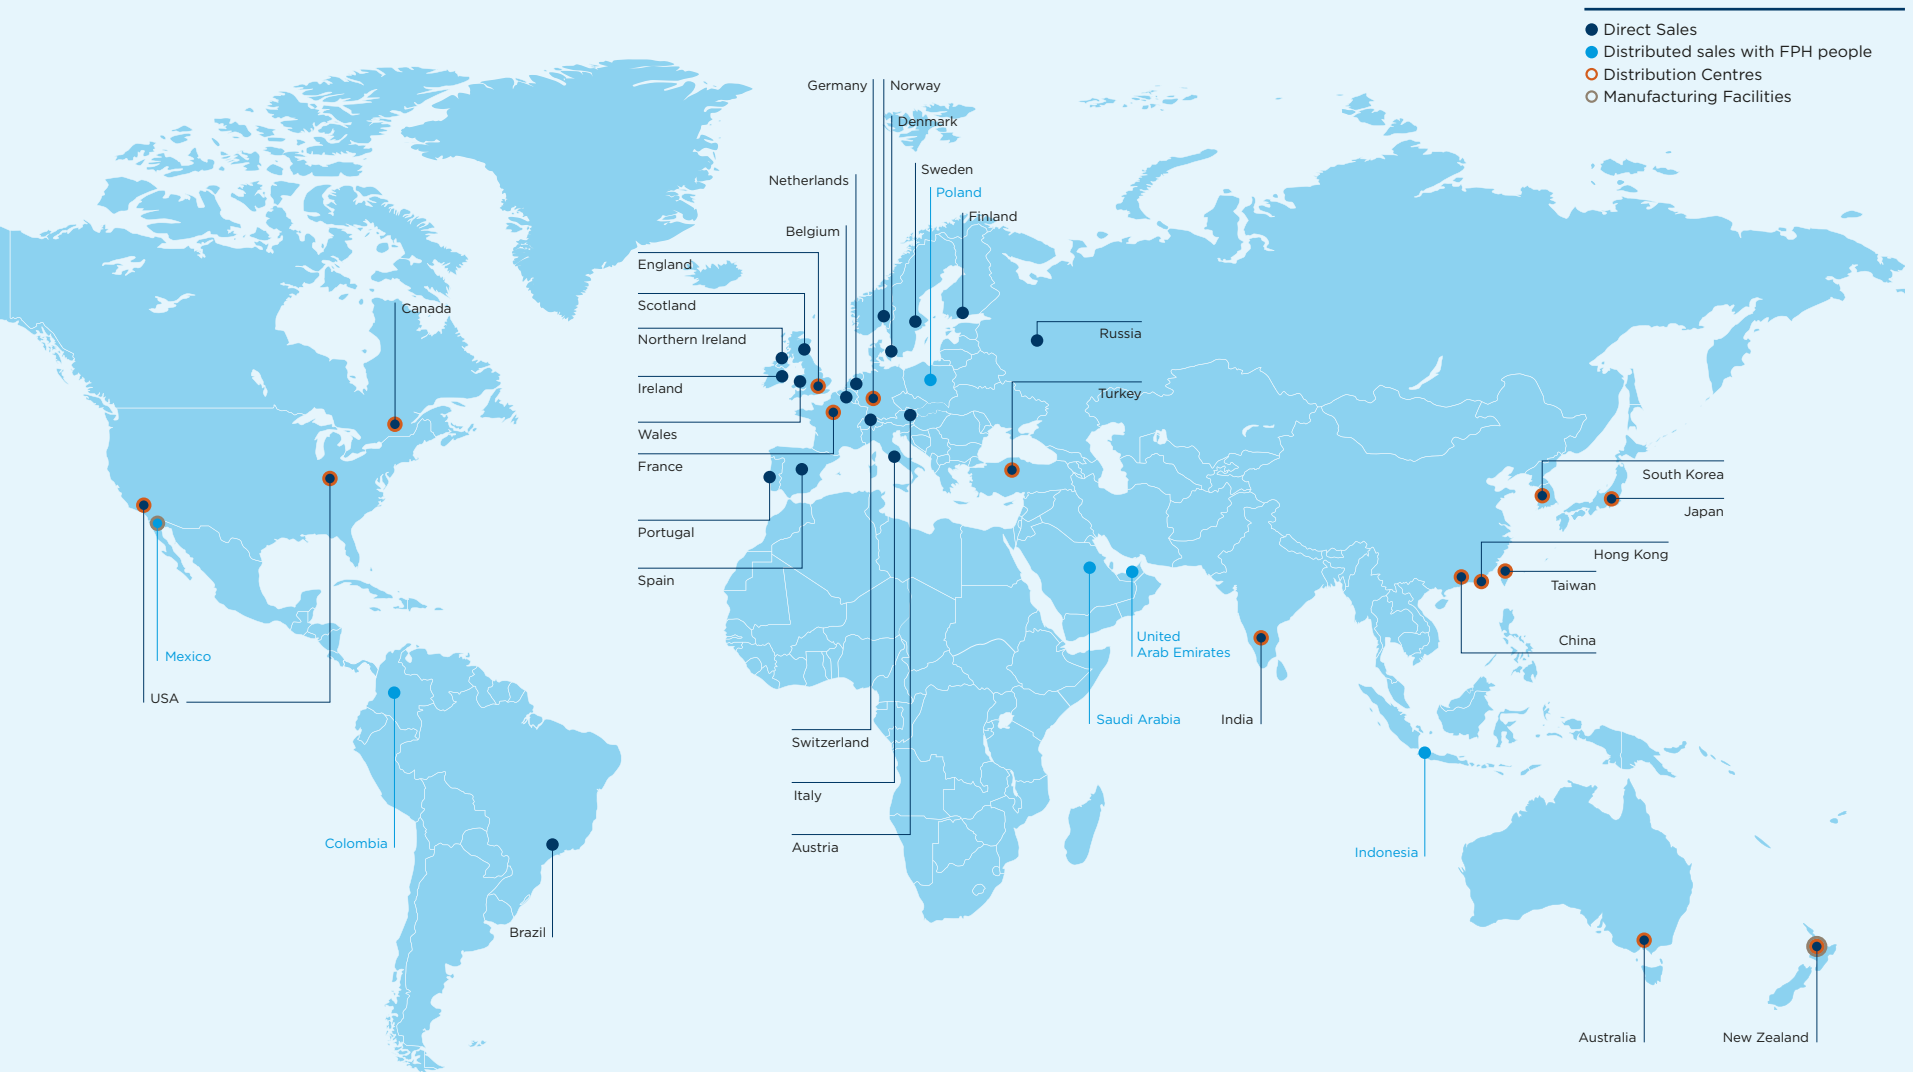 Direct Sales
Distributed sales with FPH people
Distribution Centres
Manufacturing Facilities
Germany
Norway
Denmark
Sweden
Netherlands
Poland
Finland
Belgium
England
Scotland
Northern Ireland
Ireland
Wales
France
Portugal
Spain
Canada
Russia
Turkey
South Korea
Japan
Hong Kong
Taiwan
China
United
Arab Emirates
Saudi Arabia
India
Mexico
USA
Switzerland
Italy
Austria
Colombia
Brazil
Indonesia
Australia
New Zealand